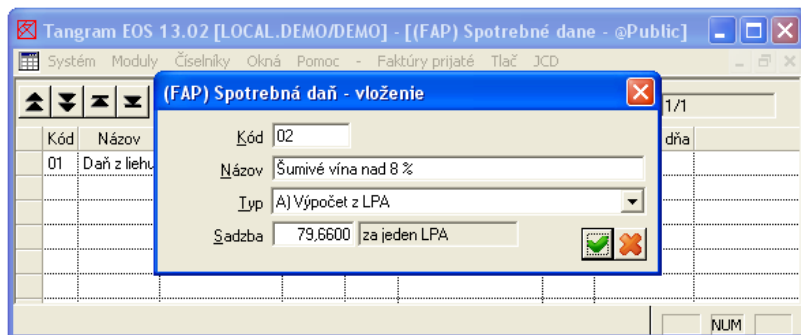 Tangram EOS 13.02 [LOCAL.DEMO/DEMO] - [(FAP) Spotrebné dane - @Public]
Systém Moduly Číselníky Okná Pomoc - Faktúry prijaté Tlač JCD
(FAP) Spotrebná daň - vloženie
1/1
Kód Názov dňa
01 Daň z liehu
Kód 02
Názov Šumivé vína nad 8 %
Typ A) Výpočet z LPA
Sadzba 79,6600 za jeden LPA
NUM